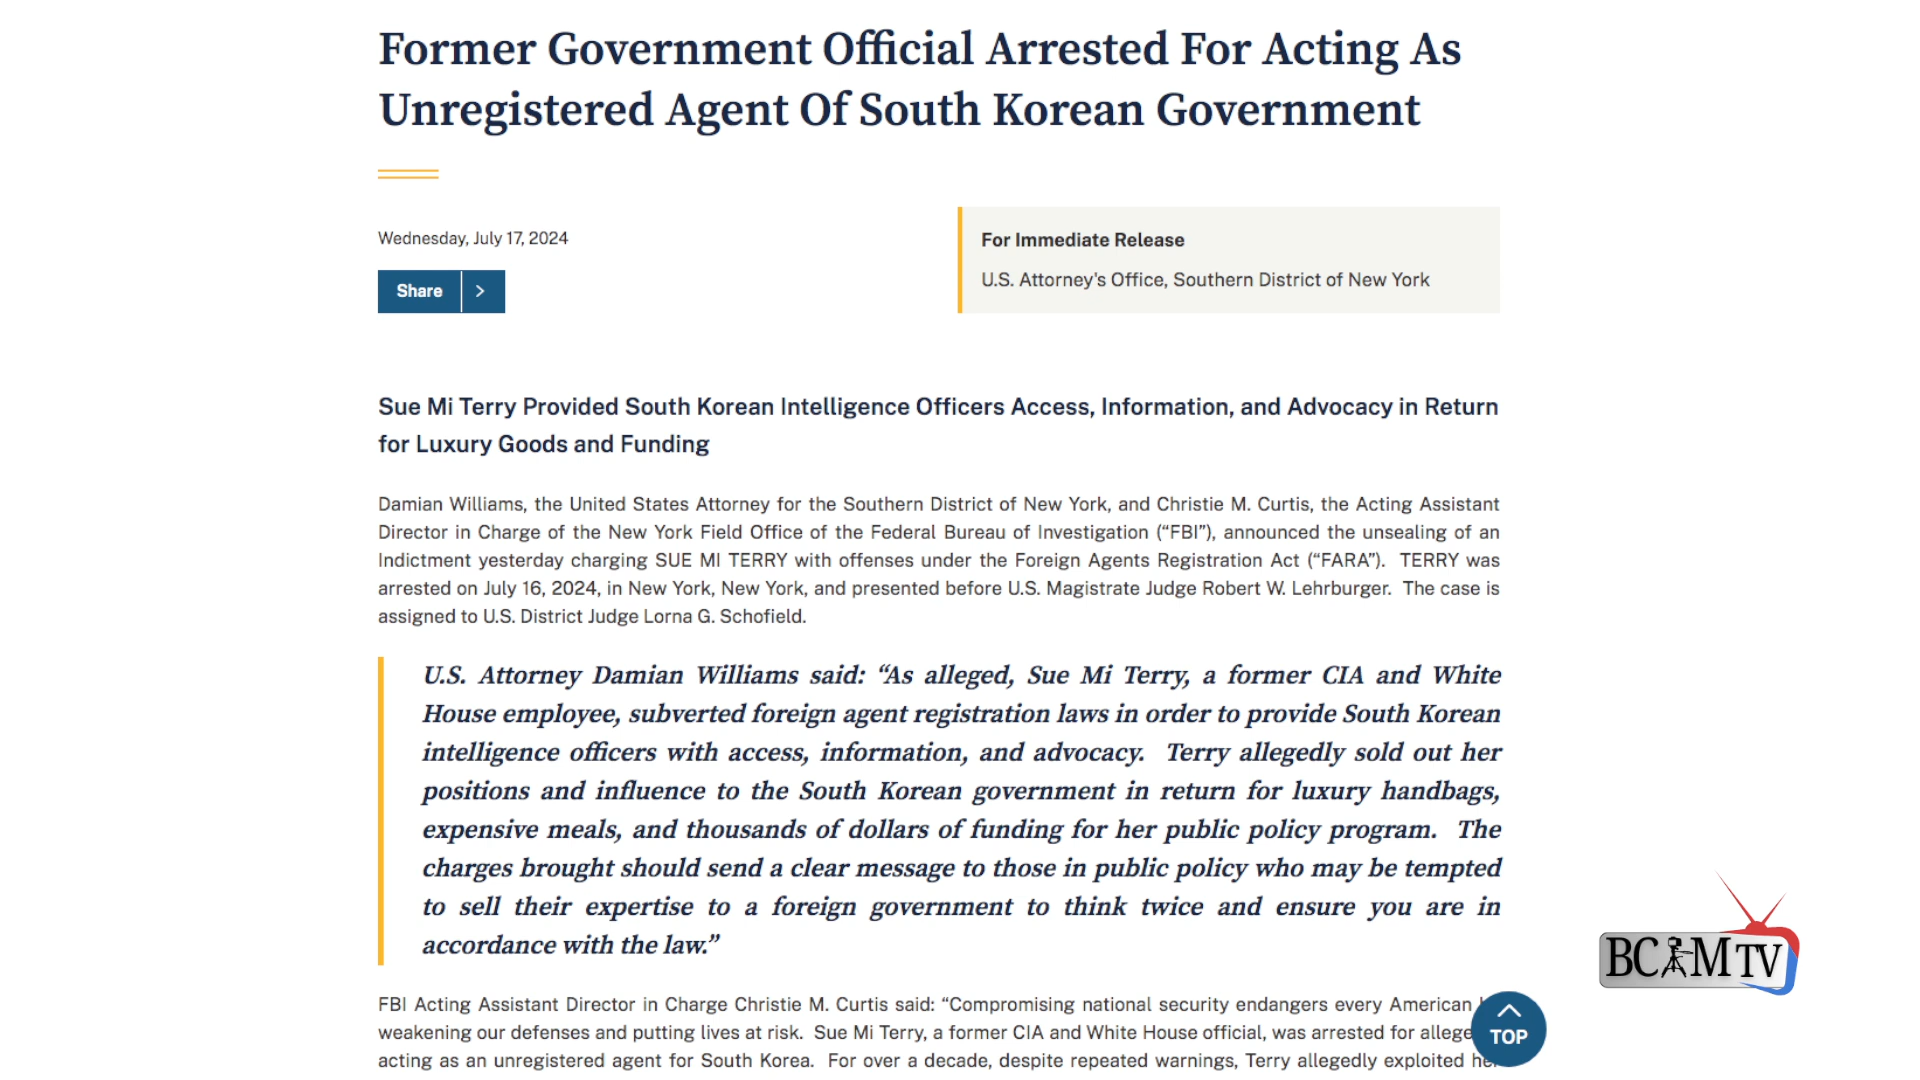 Former Government Official Arrested For Acting As
Unregistered Agent Of South Korean Government
Wednesday, July 17, 2024
Share
For Immediate Release
U.S. Attorney's Office, Southern District of New York
Sue Mi Terry Provided South Korean Intelligence Officers Access, Information, and Advocacy in Return
for Luxury Goods and Funding
Damian Williams, the United States Attorney for the Southern District of New York, and Christie M. Curtis, the Acting Assistant
Director in Charge of the New York Field Office of the Federal Bureau of Investigation (“FBI”), announced the unsealing of an
Indictment yesterday charging SUE MI TERRY with offenses under the Foreign Agents Registration Act (“FARA”).  TERRY was
arrested on July 16, 2024, in New York, New York, and presented before U.S. Magistrate Judge Robert W. Lehrburger.  The case is
assigned to U.S. District Judge Lorna G. Schofield.
U.S. Attorney Damian Williams said: “As alleged, Sue Mi Terry, a former CIA and White
House employee, subverted foreign agent registration laws in order to provide South Korean
intelligence officers with access, information, and advocacy.  Terry allegedly sold out her
positions and influence to the South Korean government in return for luxury handbags,
expensive meals, and thousands of dollars of funding for her public policy program.  The
charges brought should send a clear message to those in public policy who may be tempted
to sell their expertise to a foreign government to think twice and ensure you are in
accordance with the law.”
FBI Acting Assistant Director in Charge Christie M. Curtis said: “Compromising national security endangers every American
weakening our defenses and putting lives at risk.  Sue Mi Terry, a former CIA and White House official, was arrested for
acting as an unregistered agent for South Korea.  For over a decade, despite repeated warnings, Terry allegedly exploited
TOP
BCAM TV